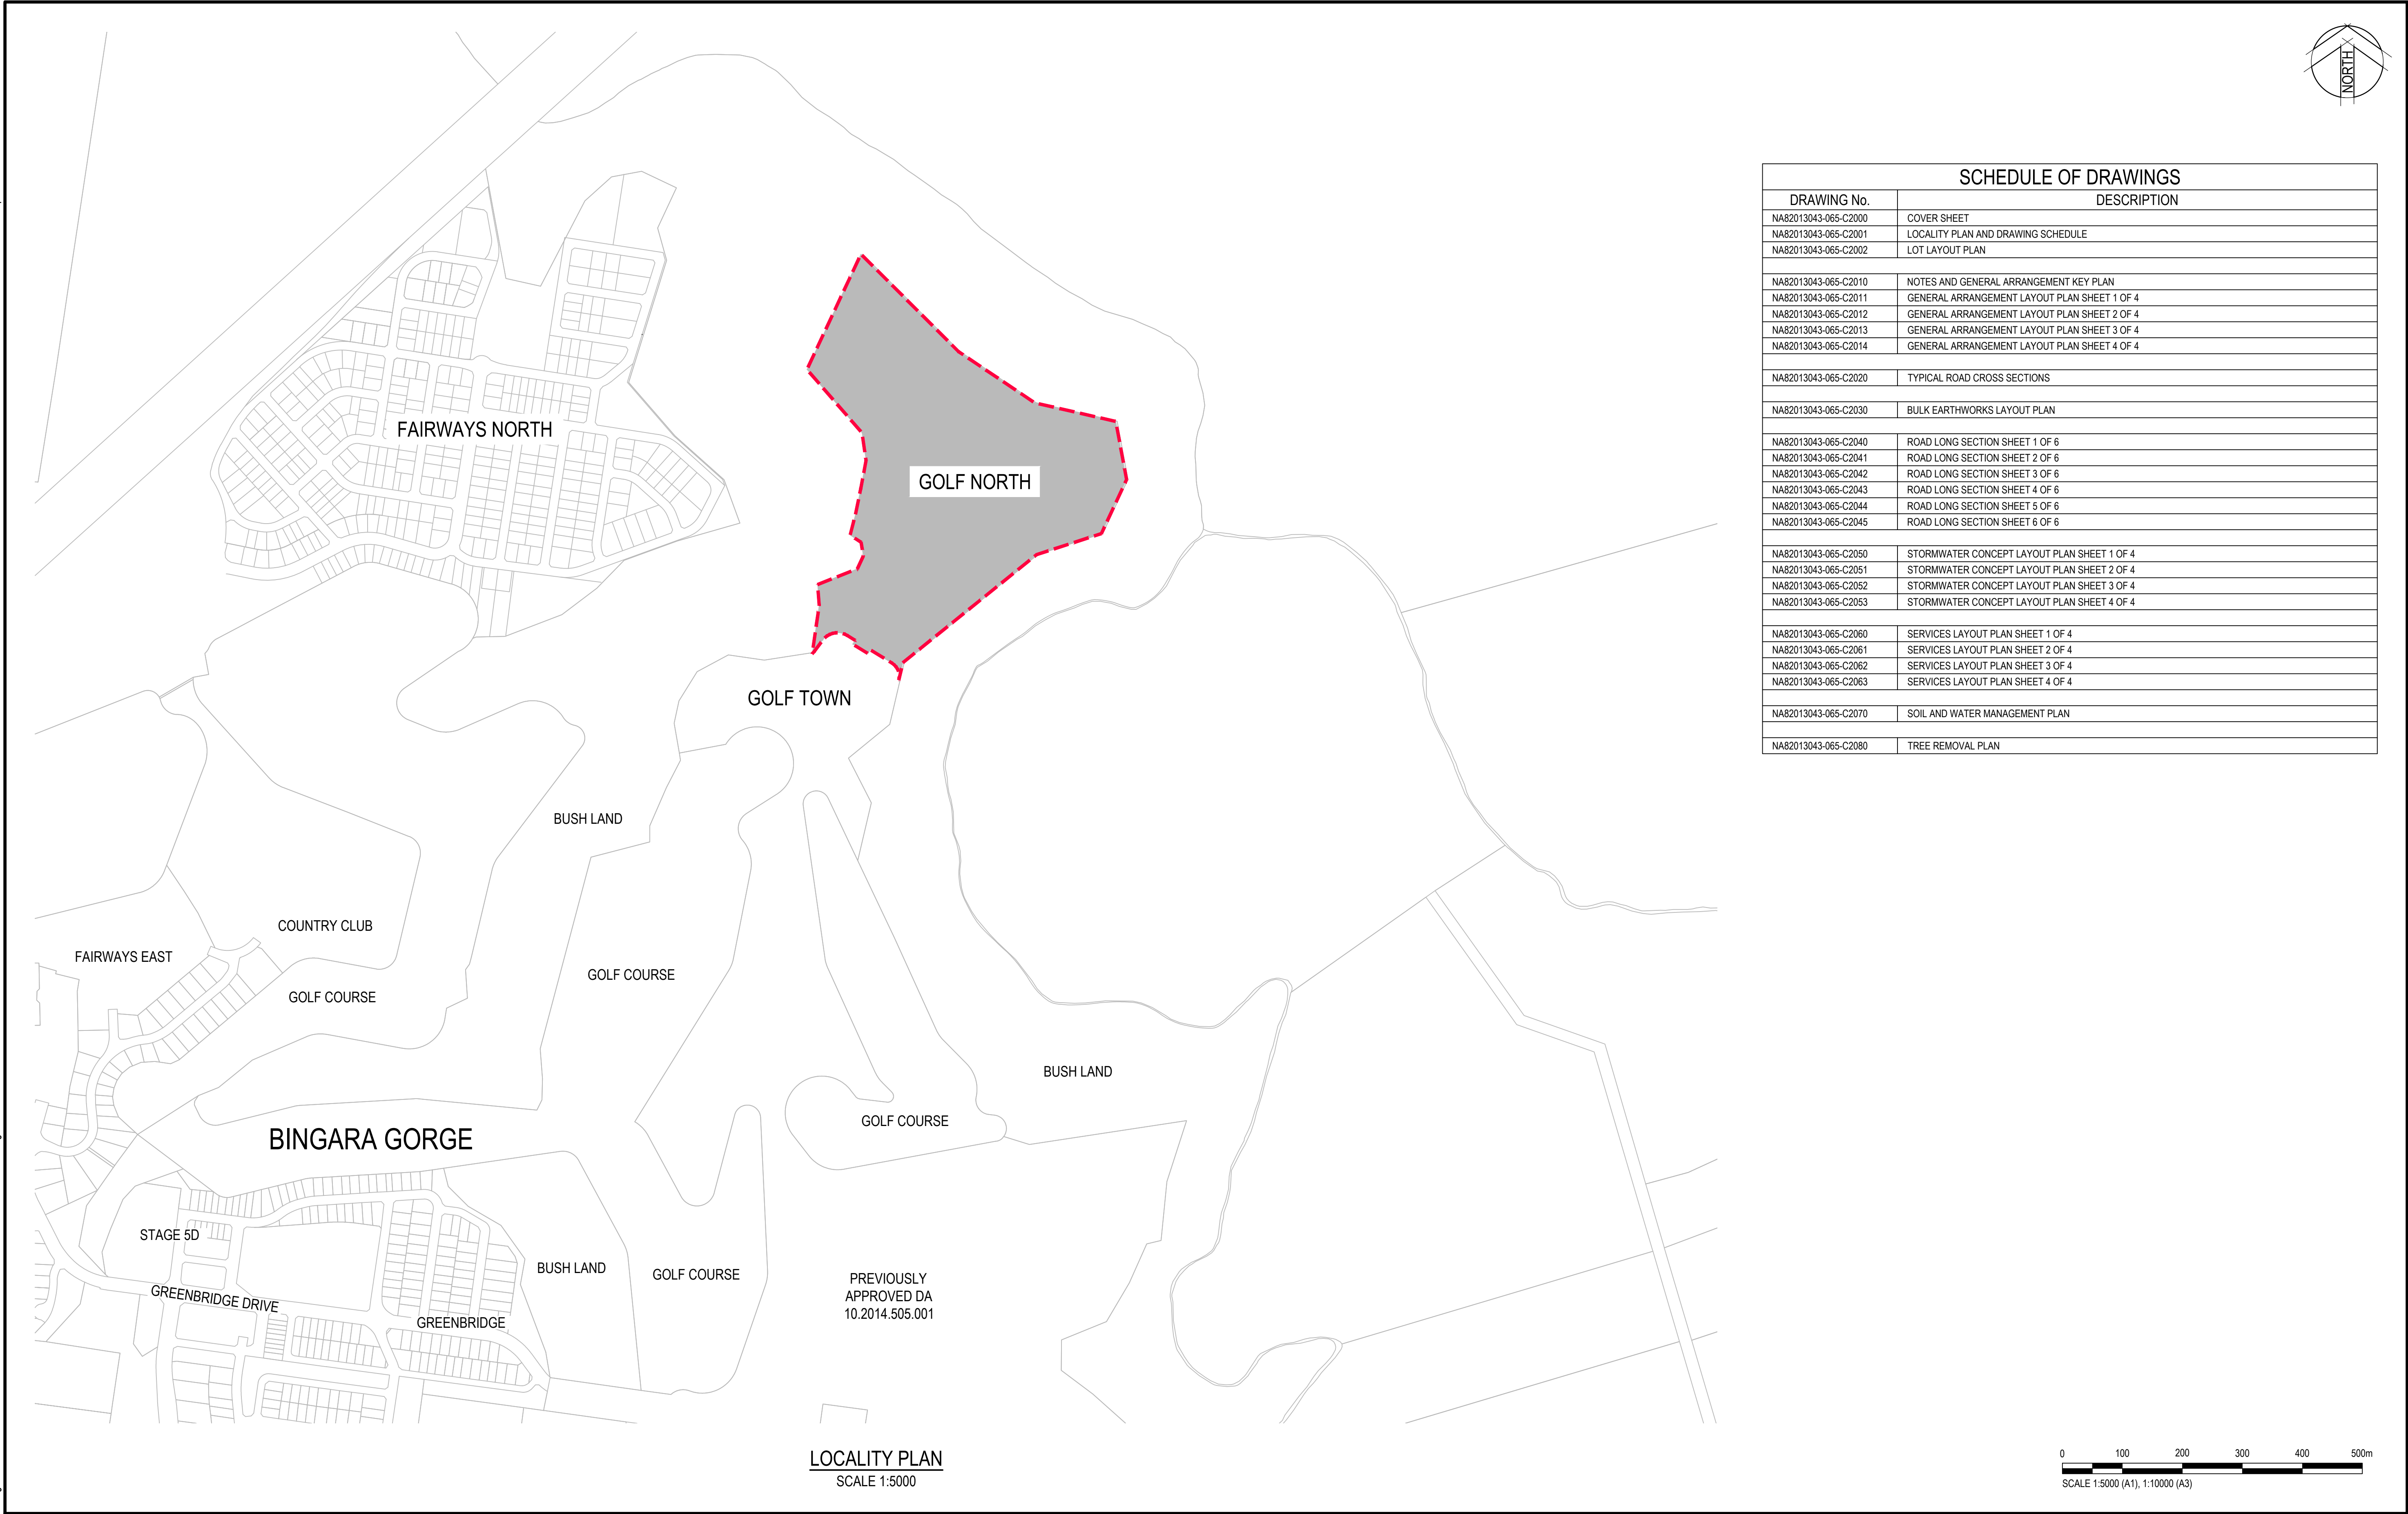 NORTH
SCHEDULE OF DRAWINGS
DRAWING No. DESCRIPTION
NA82013043-065-C2000 COVER SHEET
NA82013043-065-C2001 LOCALITY PLAN AND DRAWING SCHEDULE
NA82013043-065-C2002 LOT LAYOUT PLAN
NA82013043-065-C2010 NOTES AND GENERAL ARRANGEMENT KEY PLAN
NA82013043-065-C2011 GENERAL ARRANGEMENT LAYOUT PLAN SHEET 1 OF 4
NA82013043-065-C2012 GENERAL ARRANGEMENT LAYOUT PLAN SHEET 2 OF 4
NA82013043-065-C2013 GENERAL ARRANGEMENT LAYOUT PLAN SHEET 3 OF 4
NA82013043-065-C2014 GENERAL ARRANGEMENT LAYOUT PLAN SHEET 4 OF 4
NA82013043-065-C2020 TYPICAL ROAD CROSS SECTIONS
NA82013043-065-C2030 BULK EARTHWORKS LAYOUT PLAN
NA82013043-065-C2040 ROAD LONG SECTION SHEET 1 OF 6
NA82013043-065-C2041 ROAD LONG SECTION SHEET 2 OF 6
NA82013043-065-C2042 ROAD LONG SECTION SHEET 3 OF 6
NA82013043-065-C2043 ROAD LONG SECTION SHEET 4 OF 6
NA82013043-065-C2044 ROAD LONG SECTION SHEET 5 OF 6
NA82013043-065-C2045 ROAD LONG SECTION SHEET 6 OF 6
NA82013043-065-C2050 STORMWATER CONCEPT LAYOUT PLAN SHEET 1 OF 4
NA82013043-065-C2051 STORMWATER CONCEPT LAYOUT PLAN SHEET 2 OF 4
NA82013043-065-C2052 STORMWATER CONCEPT LAYOUT PLAN SHEET 3 OF 4
NA82013043-065-C2053 STORMWATER CONCEPT LAYOUT PLAN SHEET 4 OF 4
NA82013043-065-C2060 SERVICES LAYOUT PLAN SHEET 1 OF 4
NA82013043-065-C2061 SERVICES LAYOUT PLAN SHEET 2 OF 4
NA82013043-065-C2062 SERVICES LAYOUT PLAN SHEET 3 OF 4
NA82013043-065-C2063 SERVICES LAYOUT PLAN SHEET 4 OF 4
NA82013043-065-C2070 SOIL AND WATER MANAGEMENT PLAN
NA82013043-065-C2080 TREE REMOVAL PLAN
FAIRWAYS NORTH
GOLF NORTH
GOLF TOWN
BUSH LAND
COUNTRY CLUB
FAIRWAYS EAST
GOLF COURSE
GOLF COURSE
BUSH LAND
GOLF COURSE
BINGARA GORGE
STAGE 5D
BUSH LAND
GOLF COURSE
PREVIOUSLY
APPROVED DA
10.2014.505.001
GREENBRIDGE DRIVE
GREENBRIDGE
LOCALITY PLAN
SCALE 1:5000
0 100 200 300 400 500m
SCALE 1:5000 (A1), 1:10000 (A3)